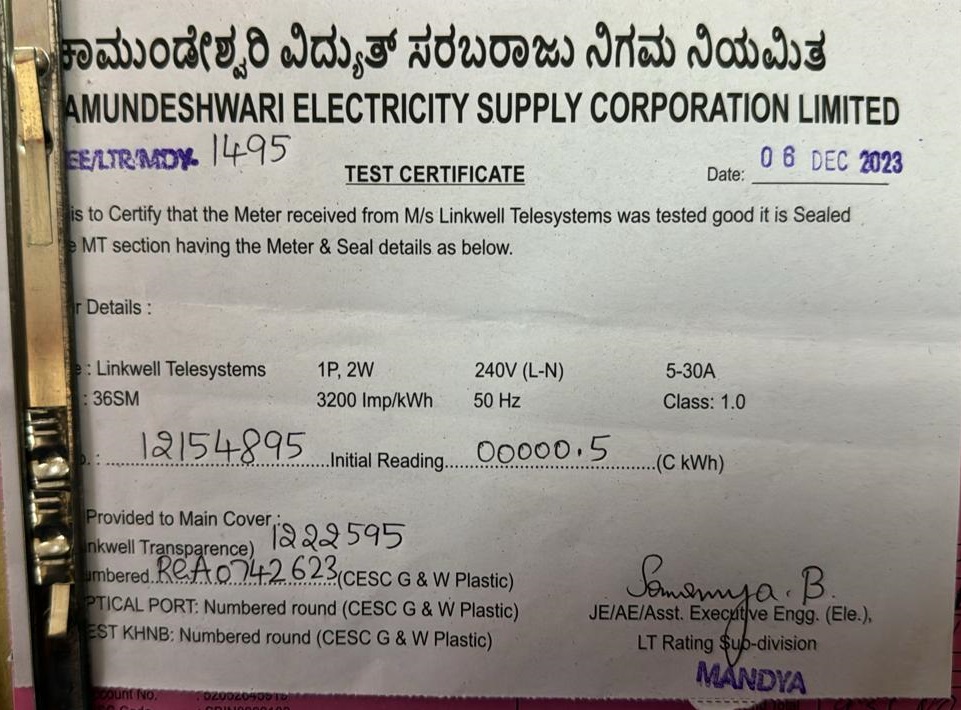 ಚಾಮುಂಡೇಶ್ವರಿ ವಿದ್ಯುತ್ ಸರಬರಾಜು ನಿಗಮ ನಿಯಮಿತ
AMUNDESHWARI ELECTRICITY SUPPLY CORPORATION LIMITED
EE/LTR/MDY. 1495
TEST CERTIFICATE
Date: 06 DEC 2023
is to Certify that the Meter received from M/s Linkwell Telesystems was tested good it is Sealed
e MT section having the Meter & Seal details as below.
r Details :
e : Linkwell Telesystems 1P, 2W 240V (L-N) 5-30A
: 36SM 3200 Imp/kWh 50 Hz Class: 1.0
o. : 12154895 Initial Reading 00000.5 (C kWh)
Provided to Main Cover :
nkwell Transparence) 1222595
umbered ReA0742623 (CESC G & W Plastic)
PTICAL PORT: Numbered round (CESC G & W Plastic)
EST KHNB: Numbered round (CESC G & W Plastic)
JE/AE/Asst. Executive Engg. (Ele.),
LT Rating Sub-division
MANDYA
count No.